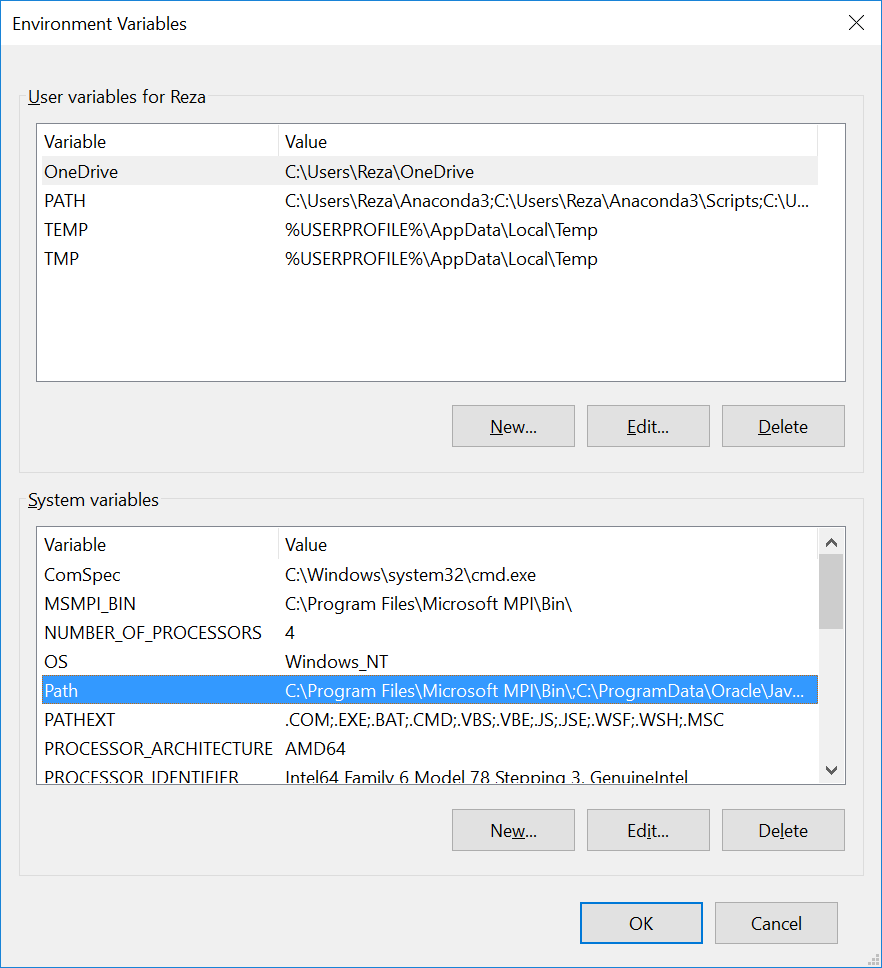 Environment Variables
User variables for Reza
Variable Value
OneDrive C:\Users\Reza\OneDrive
PATH C:\Users\Reza\Anaconda3;C:\Users\Reza\Anaconda3\Scripts;C:\U...
TEMP %USERPROFILE%\AppData\Local\Temp
TMP %USERPROFILE%\AppData\Local\Temp
New... Edit... Delete
System variables
Variable Value
ComSpec C:\Windows\system32\cmd.exe
MSMPI_BIN C:\Program Files\Microsoft MPI\Bin\
NUMBER_OF_PROCESSORS 4
OS Windows_NT
Path C:\Program Files\Microsoft MPI\Bin\;C:\ProgramData\Oracle\Jav...
PATHEXT .COM;.EXE;.BAT;.CMD;.VBS;.VBE;.JS;.JSE;.WSF;.WSH;.MSC
PROCESSOR_ARCHITECTURE AMD64
PROCESSOR_IDENTIFIER Intel64 Family 6 Model 78 Stepping 3, GenuineIntel
New... Edit... Delete
OK Cancel